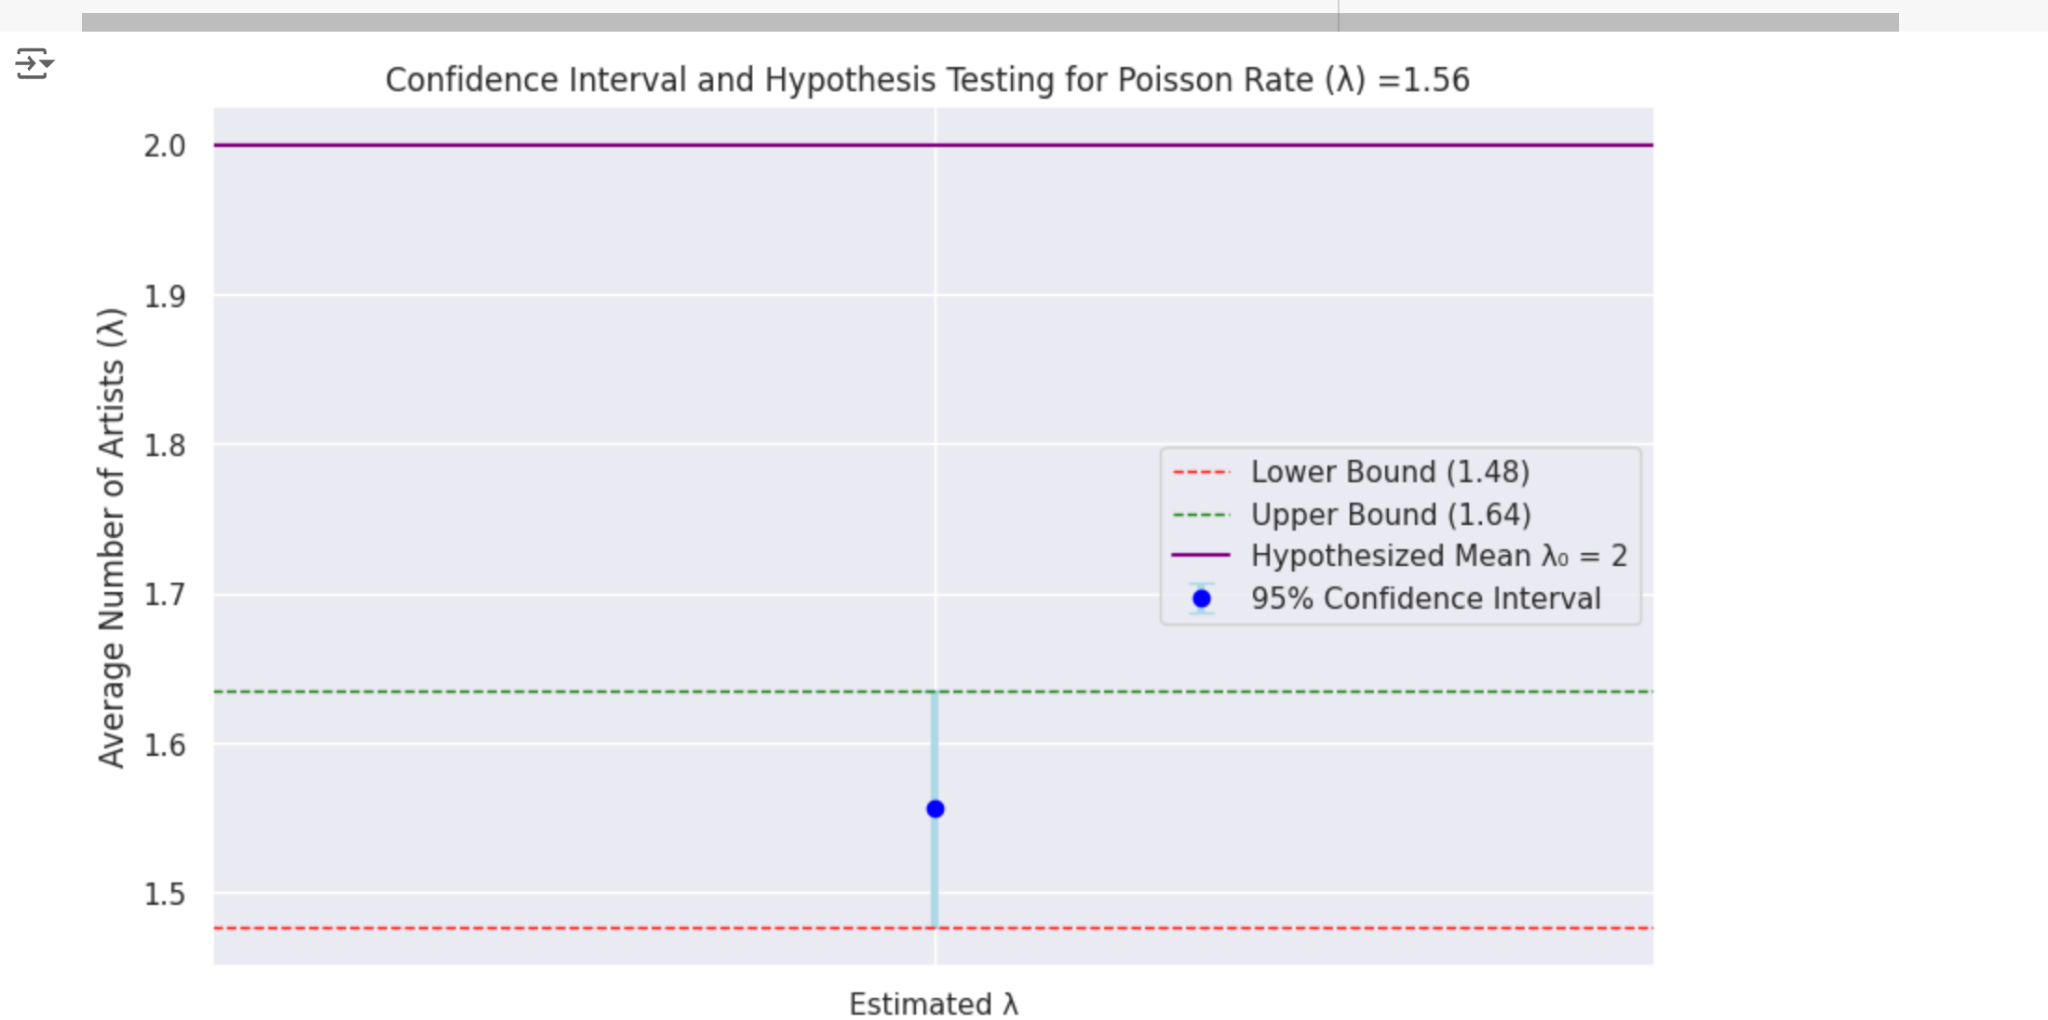 Confidence Interval and Hypothesis Testing for Poisson Rate (λ) =1.56
Average Number of Artists (λ)
2.0
1.9
1.8
1.7
1.6
1.5
Lower Bound (1.48)
Upper Bound (1.64)
Hypothesized Mean λ₀ = 2
95% Confidence Interval
Estimated λ